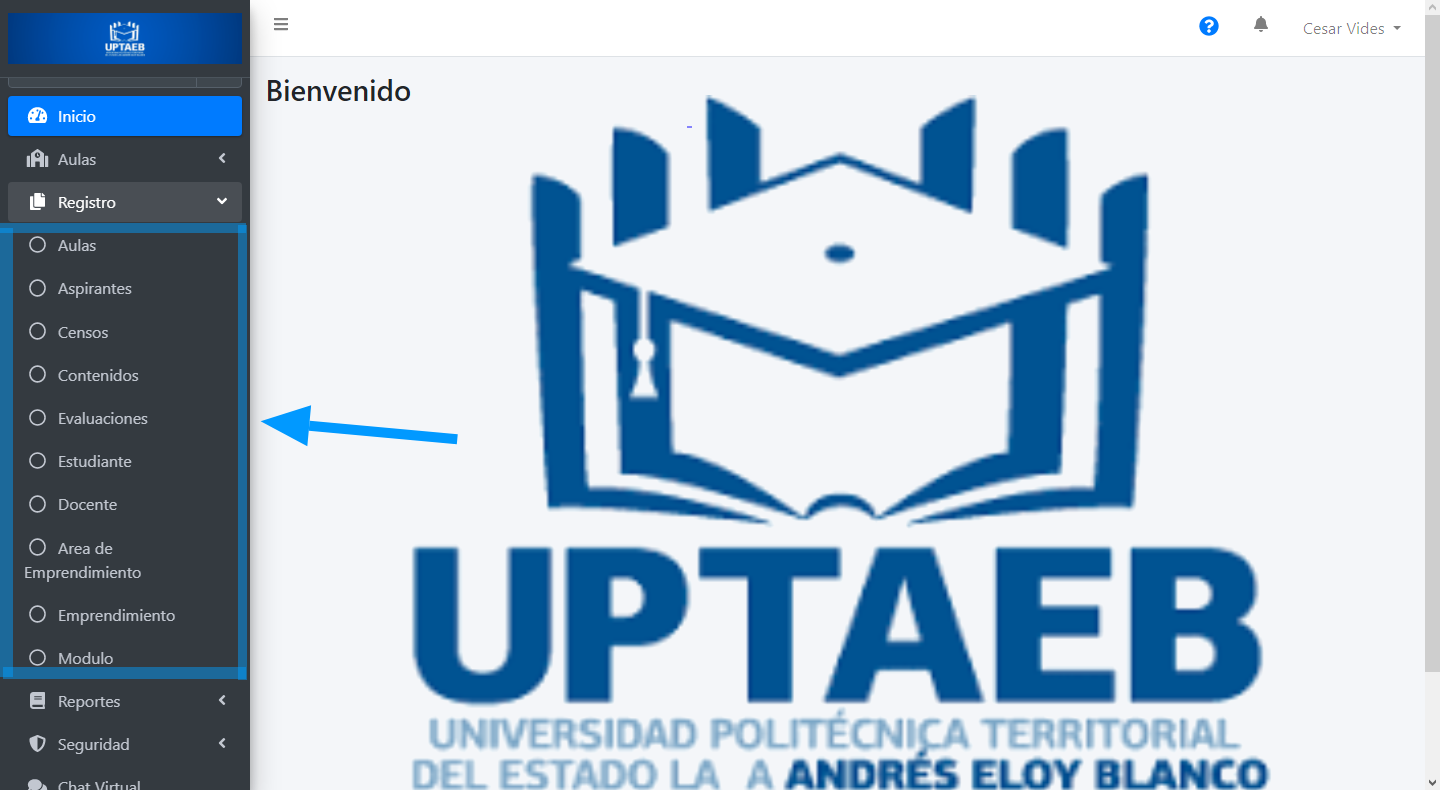 UPTAEB
Inicio
Aulas
Registro
Aulas
Aspirantes
Censos
Contenidos
Evaluaciones
Estudiante
Docente
Area de
Emprendimiento
Emprendimiento
Modulo
Reportes
Seguridad
Chat Virtual
?
Cesar Vides
Bienvenido
UPTAEB
UNIVERSIDAD POLITÉCNICA TERRITORIAL
DEL ESTADO LA A ANDRÉS ELOY BLANCO